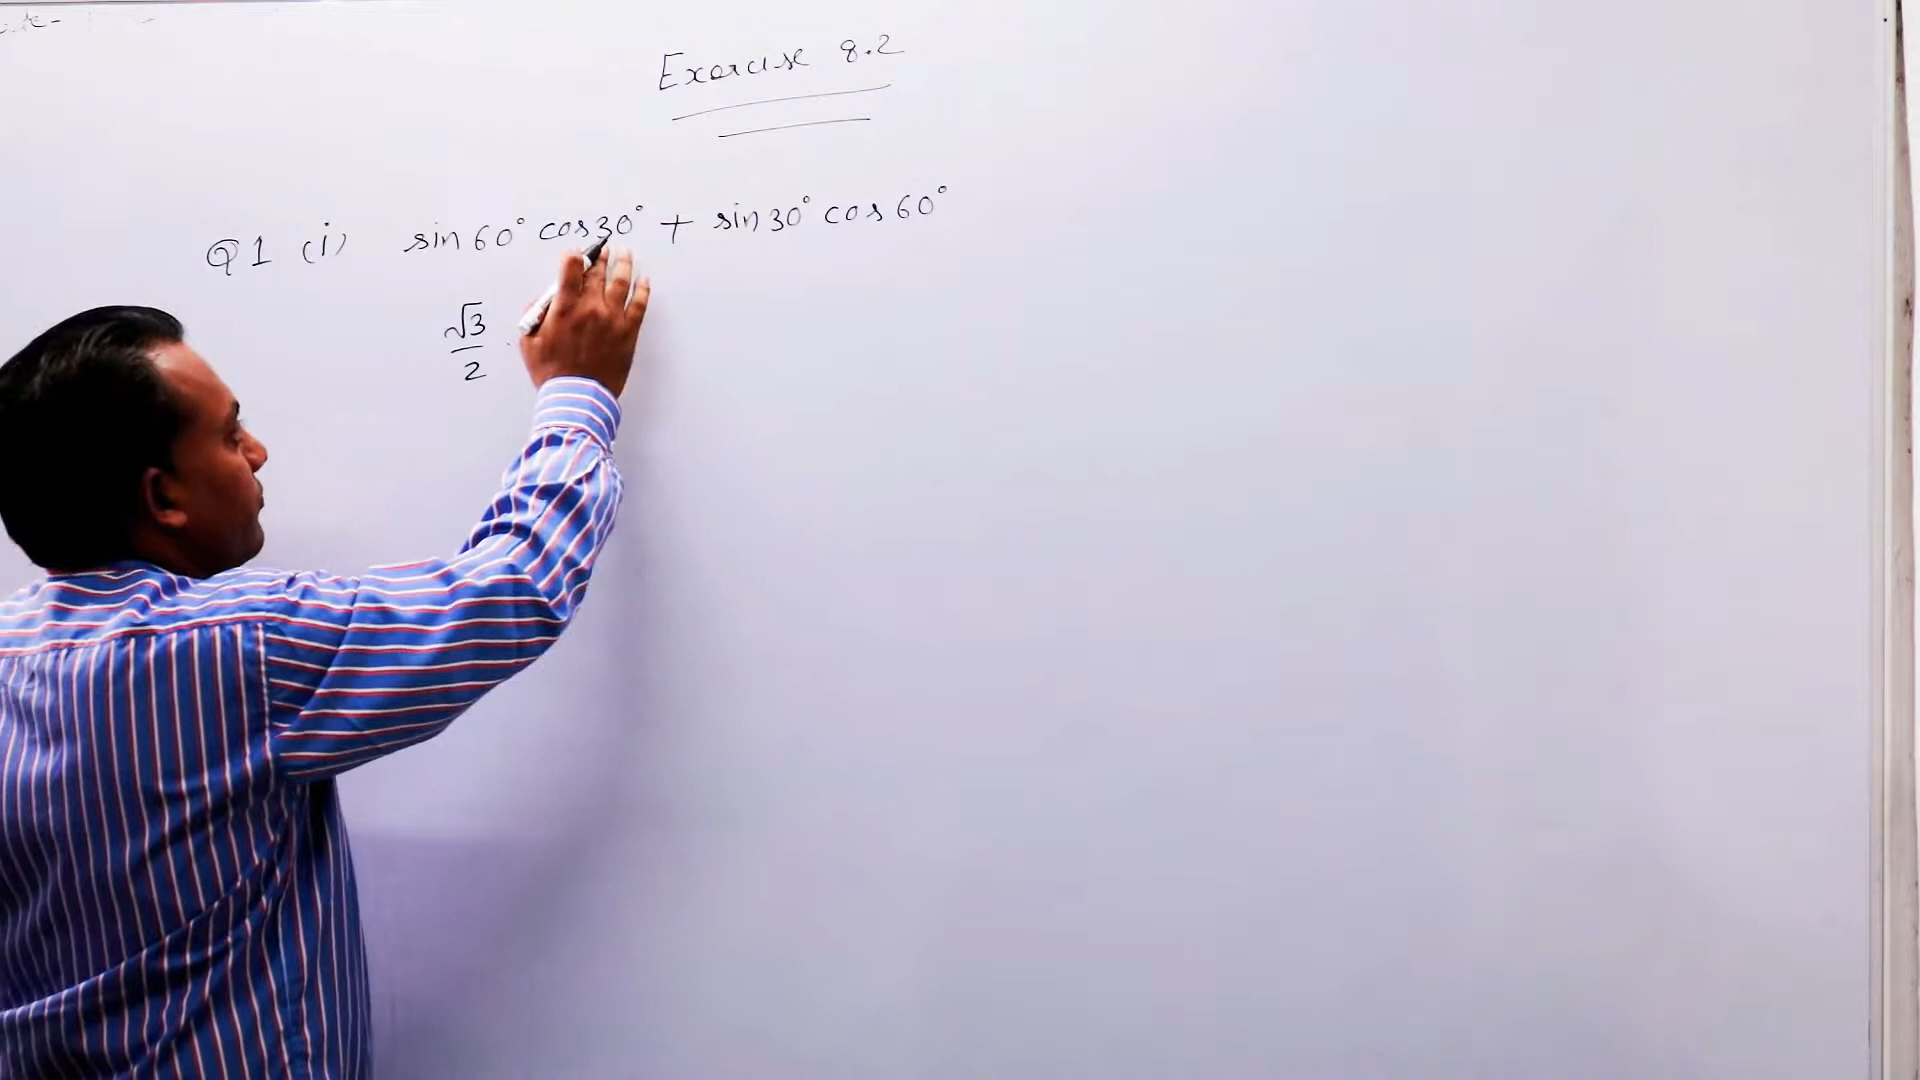 Exercise 8.2
Q1 (i) sin 60° cos 30° + sin 30° cos 60°
√3/2 .